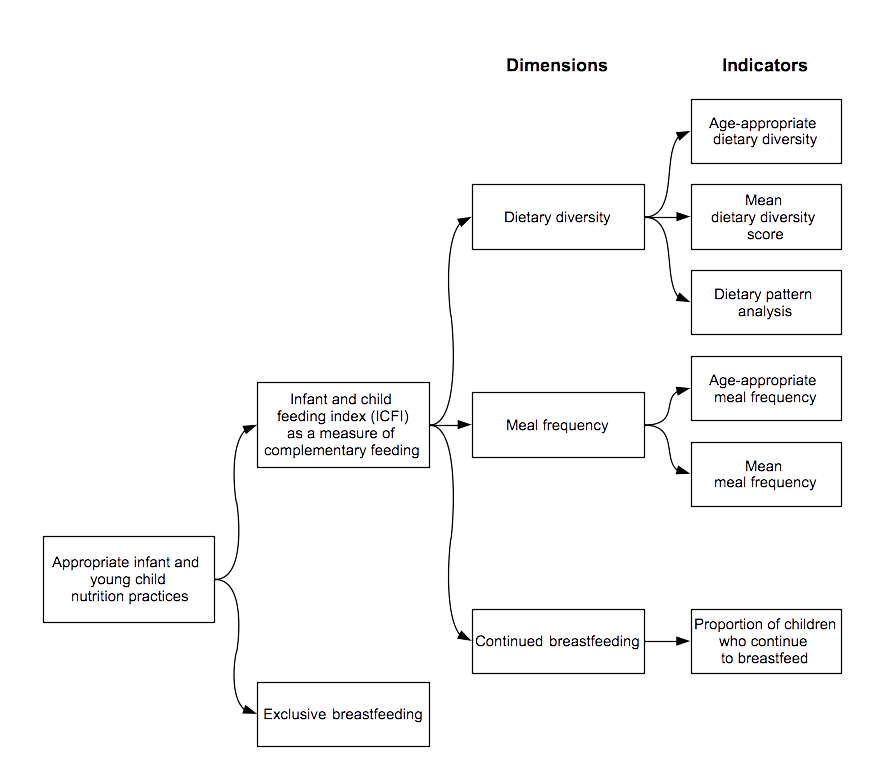 Dimensions
Indicators
Age-appropriate
dietary diversity
Dietary diversity
Mean
dietary diversity
score
Dietary pattern
analysis
Infant and child
feeding index (ICFI)
as a measure of
complementary feeding
Meal frequency
Age-appropriate
meal frequency
Mean
meal frequency
Appropriate infant and
young child
nutrition practices
Continued breastfeeding
Proportion of children
who continue
to breastfeed
Exclusive breastfeeding